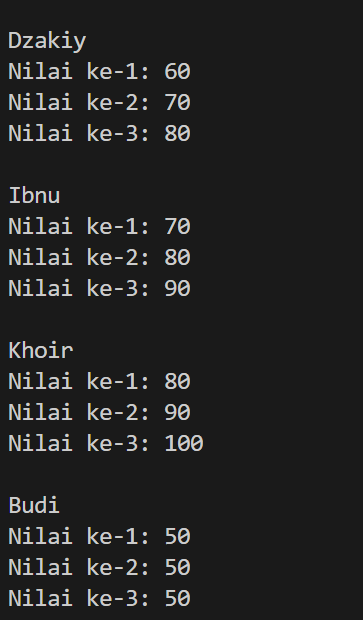 Dzakiy
Nilai ke-1: 60
Nilai ke-2: 70
Nilai ke-3: 80
Ibnu
Nilai ke-1: 70
Nilai ke-2: 80
Nilai ke-3: 90
Khoir
Nilai ke-1: 80
Nilai ke-2: 90
Nilai ke-3: 100
Budi
Nilai ke-1: 50
Nilai ke-2: 50
Nilai ke-3: 50